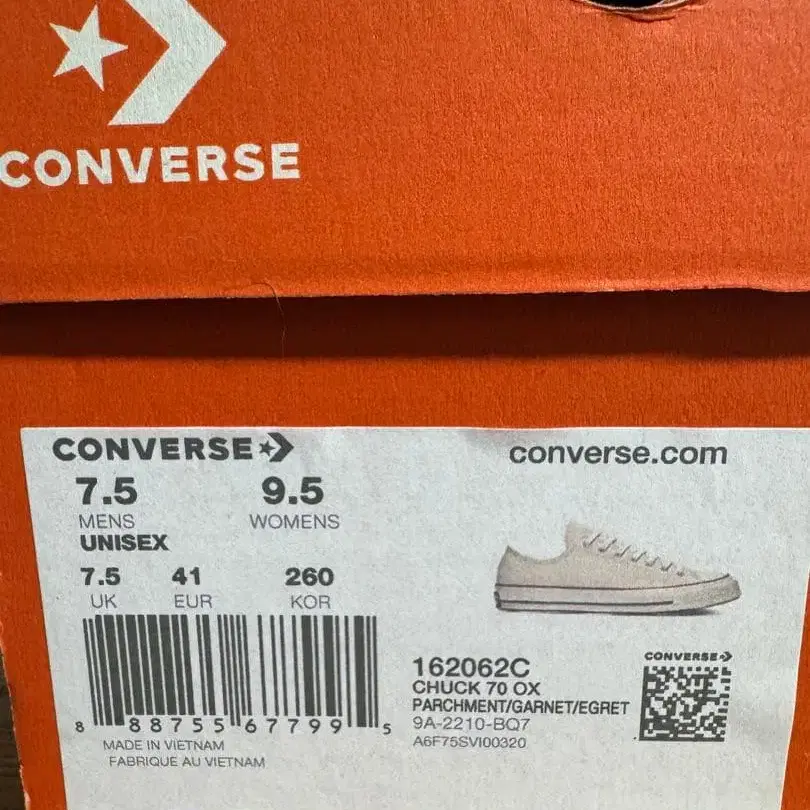 CONVERSE
CONVERSE
converse.com
7.5 9.5
MENS WOMENS
UNISEX
7.5 41 260
UK EUR KOR
8 88755 67799 5
MADE IN VIETNAM
FABRIQUE AU VIETNAM
162062C
CHUCK 70 OX
PARCHMENT/GARNET/EGRET
9A-2210-BQ7
A6F75SVI00320
CONVERSE